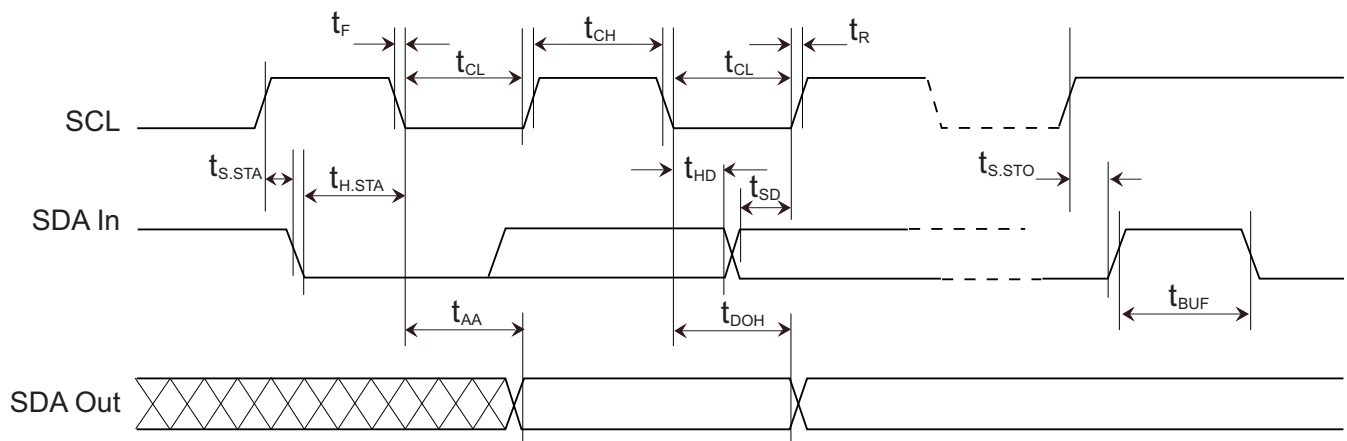 tF
tCL
tCH
tCL
tR
SCL
tS.STA
tH.STA
tHD
tSD
tS.STO
SDA In
tAA
tDOH
tBUF
SDA Out